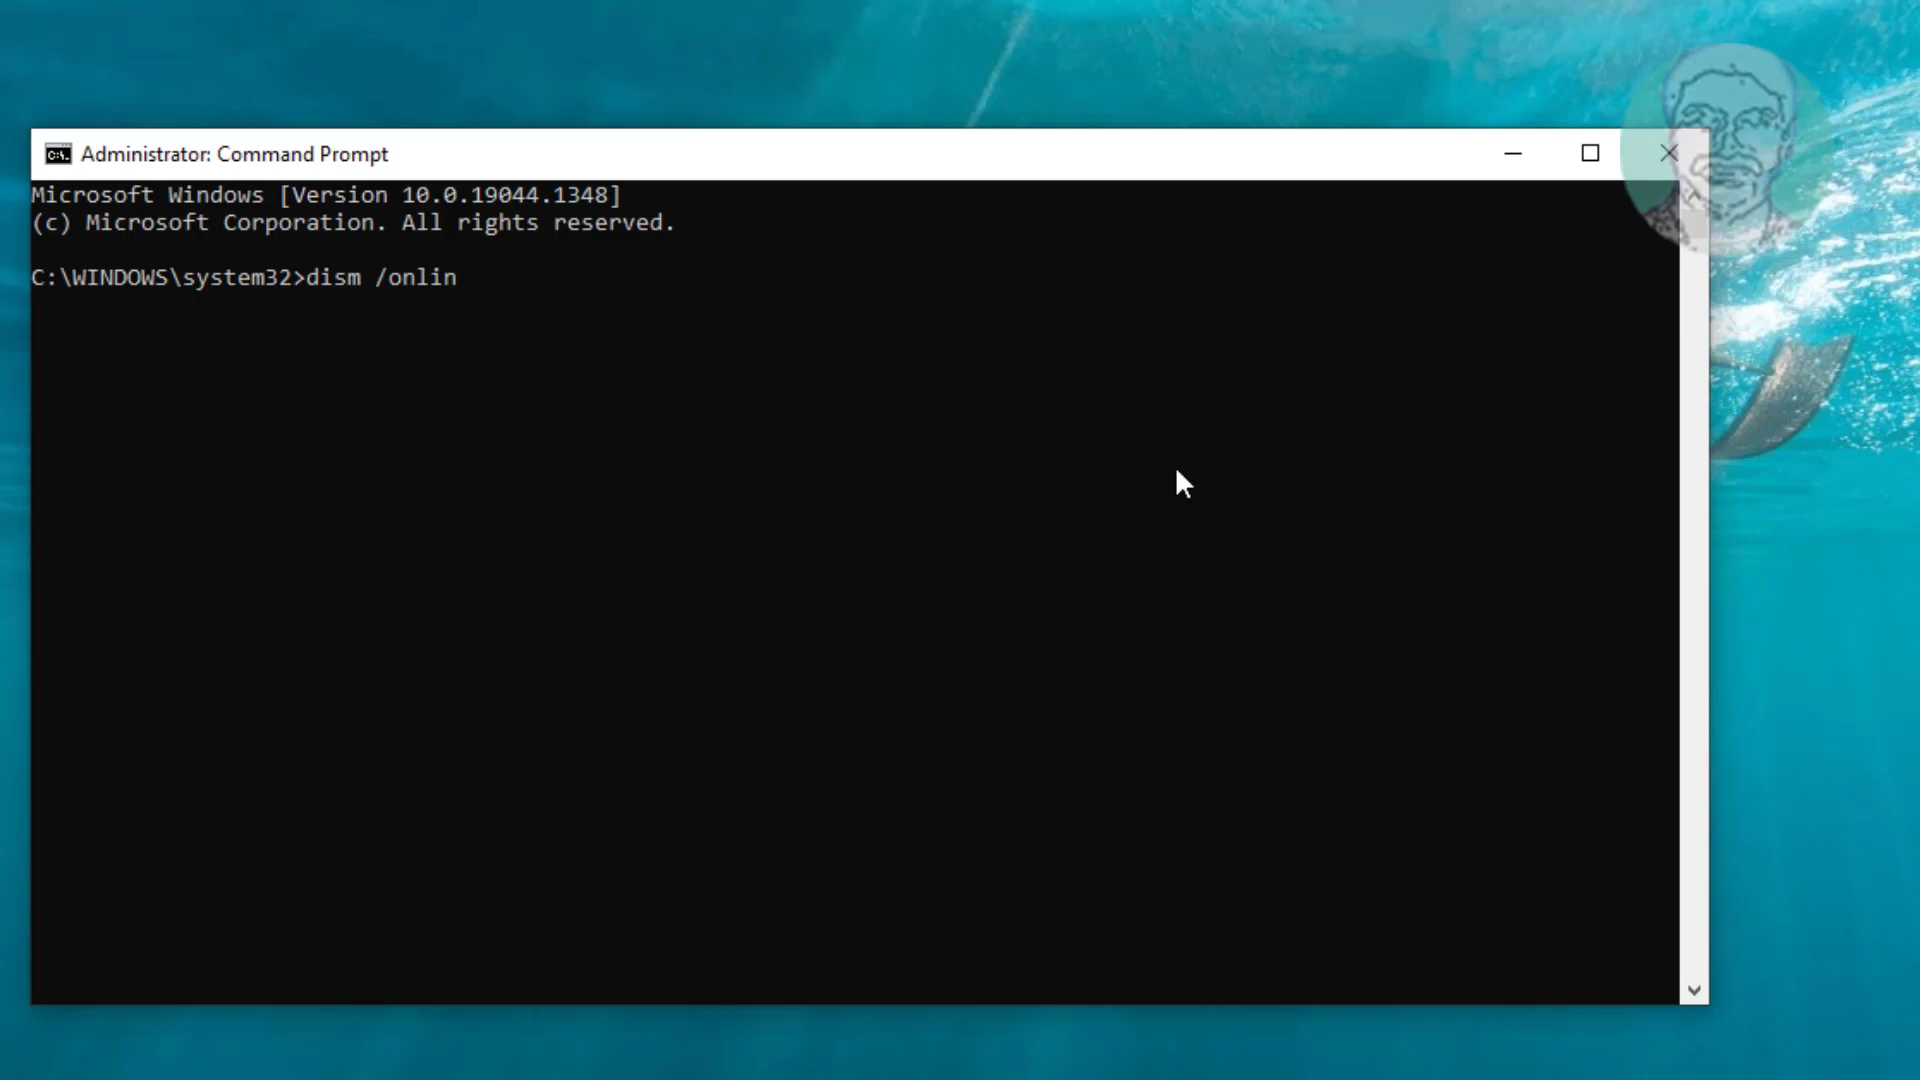 Administrator: Command Prompt
Microsoft Windows [Version 10.0.19044.1348]
(c) Microsoft Corporation. All rights reserved.
C:\WINDOWS\system32>dism /onlin